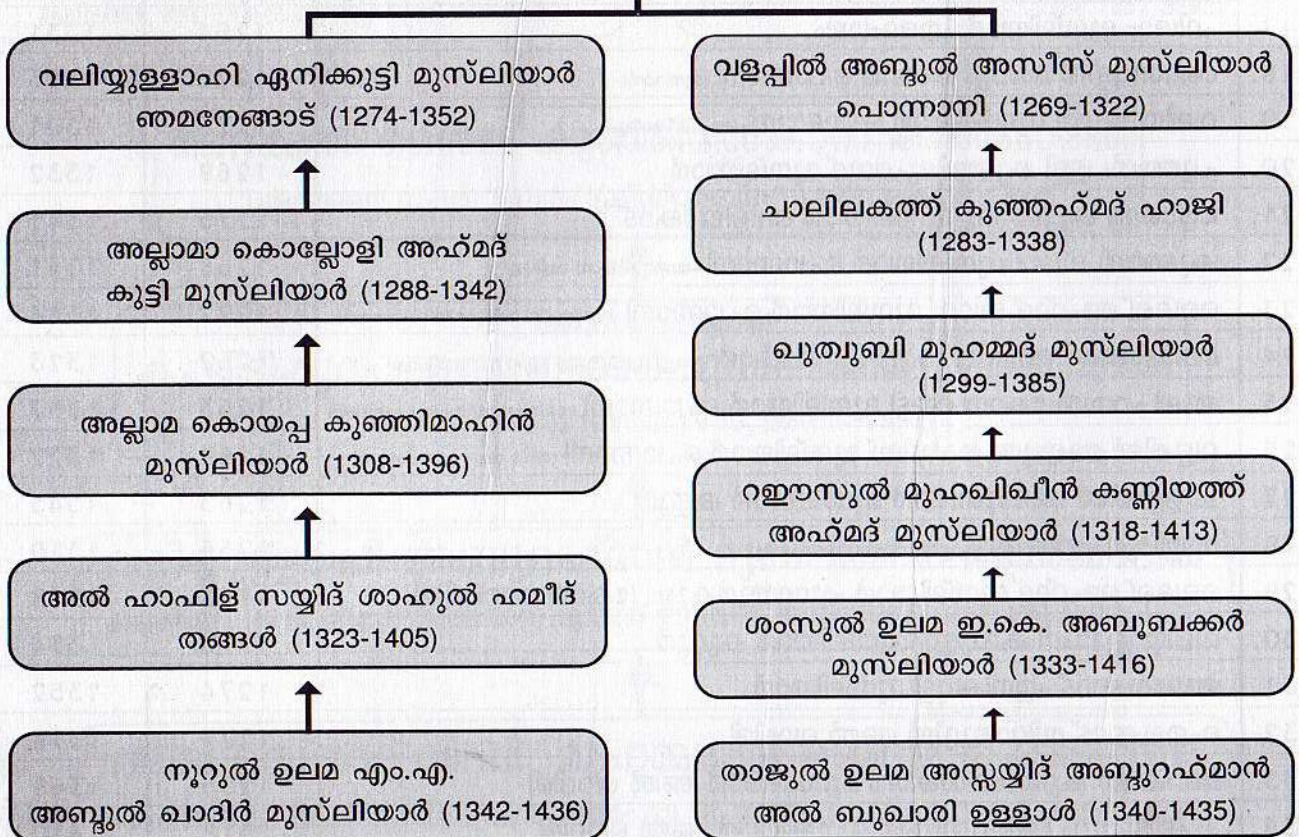 വലിയ്യുള്ളാഹി ഏനിക്കുട്ടി മുസ്‌ലിയാർ
ഞമനേങ്ങാട് (1274-1352)
അല്ലാമാ കൊല്ലോളി അഹ്‌മദ്
കുട്ടി മുസ്‌ലിയാർ (1288-1342)
അല്ലാമ കൊയപ്പ കുഞ്ഞിമാഹിൻ
മുസ്‌ലിയാർ (1308-1396)
അൽ ഹാഫിള് സയ്യിദ് ശാഹുൽ ഹമീദ്
തങ്ങൾ (1323-1405)
നൂറുൽ ഉലമ എം.എ.
അബ്ദുൽ ഖാദിർ മുസ്‌ലിയാർ (1342-1436)
വളപ്പിൽ അബ്ദുൽ അസീസ് മുസ്‌ലിയാർ
പൊന്നാനി (1269-1322)
ചാലിലകത്ത് കുഞ്ഞഹ്‌മദ് ഹാജി
(1283-1338)
ഖുത്വുബി മുഹമ്മദ് മുസ്‌ലിയാർ
(1299-1385)
റഈസുൽ മുഹഖിഖീൻ കണ്ണിയത്ത്
അഹ്‌മദ് മുസ്‌ലിയാർ (1318-1413)
ശംസുൽ ഉലമ ഇ.കെ. അബൂബക്കർ
മുസ്‌ലിയാർ (1333-1416)
താജുൽ ഉലമ അസ്സയ്യിദ് അബ്ദുറഹ്‌മാൻ
അൽ ബുഖാരി ഉള്ളാൾ (1340-1435)